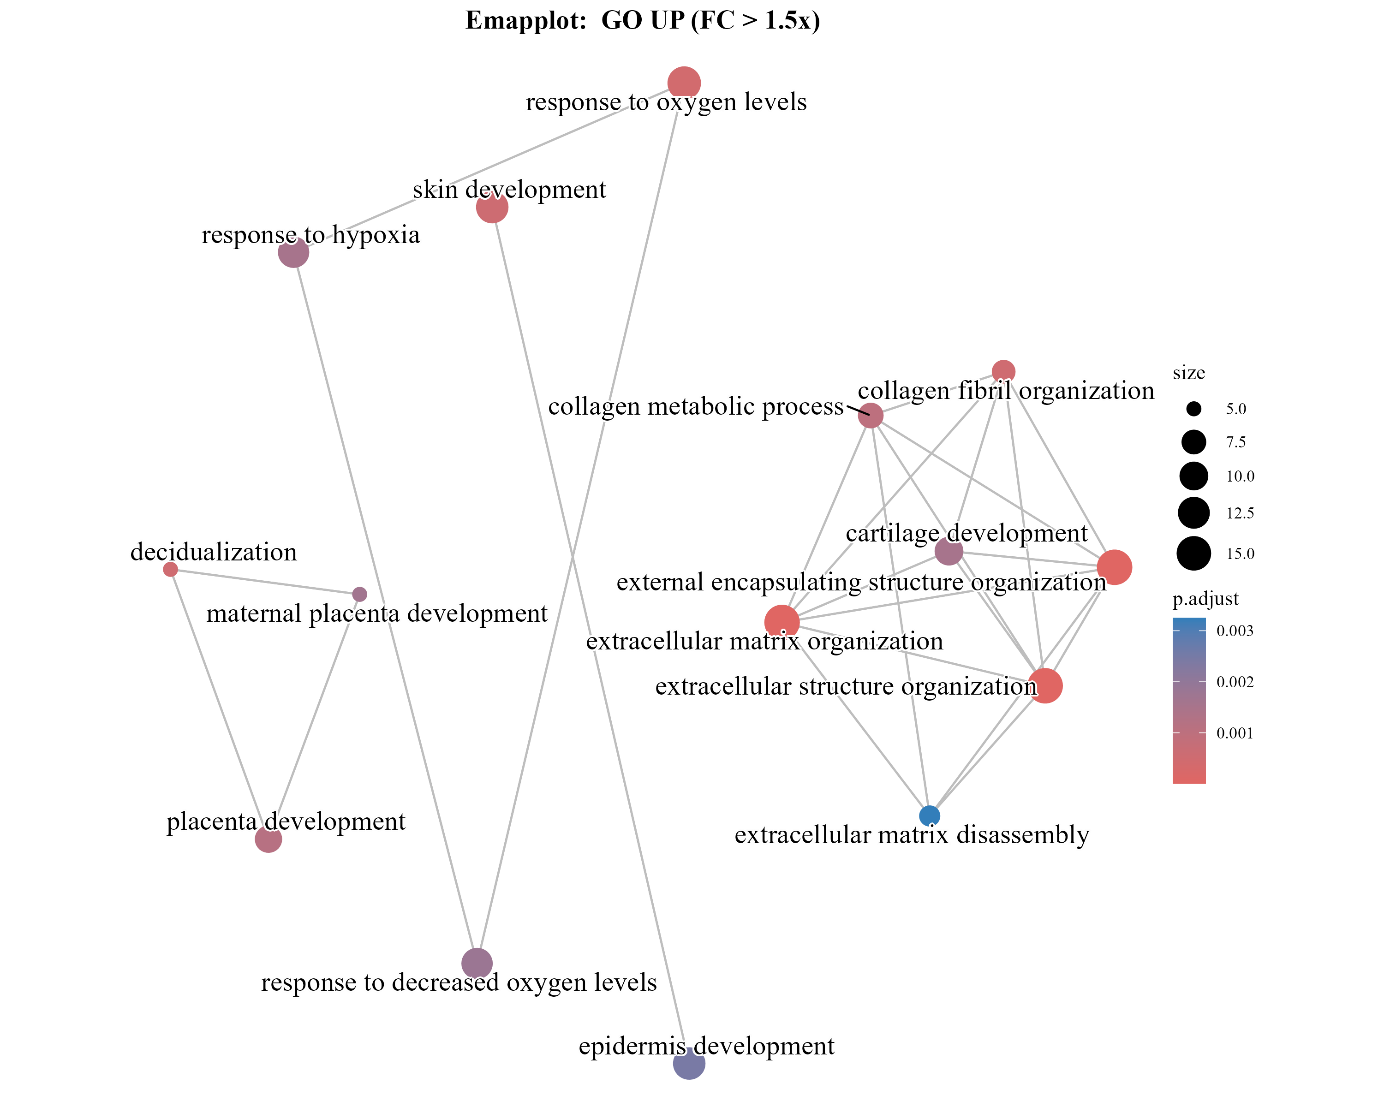 Emapplot:  GO UP (FC > 1.5x)
response to oxygen levels
skin development
response to hypoxia
collagen fibril organization
collagen metabolic process
cartilage development
decidualization
external encapsulating structure organization
maternal placenta development
extracellular matrix organization
extracellular structure organization
placenta development
extracellular matrix disassembly
response to decreased oxygen levels
epidermis development
size
5.0
7.5
10.0
12.5
15.0
p.adjust
0.003
0.002
0.001